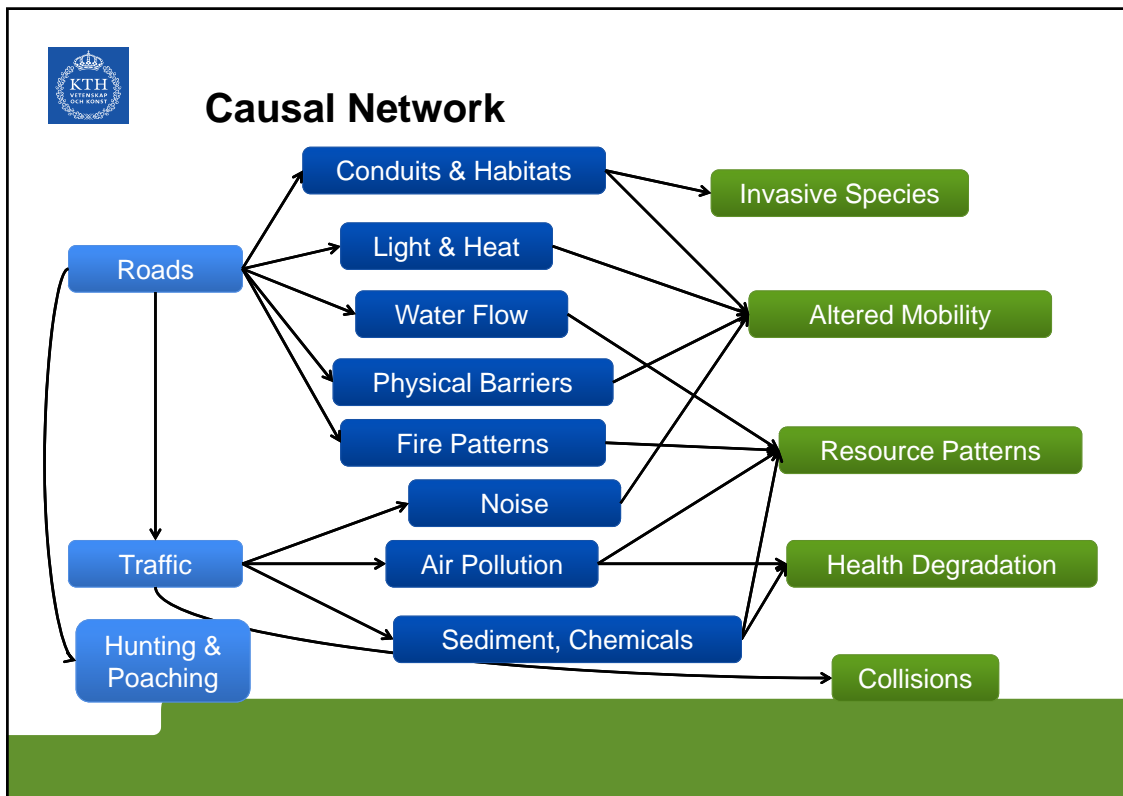 KTH
VETENSKAP
OCH KONST
Causal Network
Conduits & Habitats
Invasive Species
Light & Heat
Roads
Water Flow
Altered Mobility
Physical Barriers
Fire Patterns
Resource Patterns
Noise
Traffic
Air Pollution
Health Degradation
Hunting &
Poaching
Sediment, Chemicals
Collisions